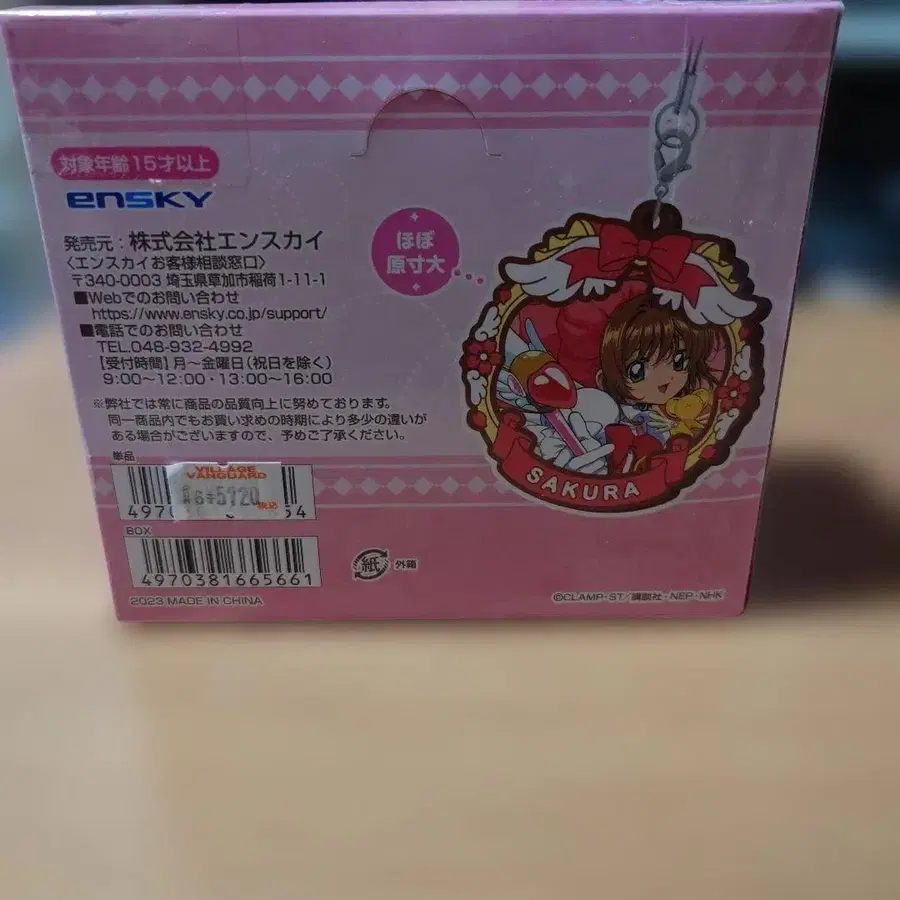 対象年齢15才以上
ensky
発売元：株式会社エンスカイ
〈エンスカイお客様相談窓口〉
〒340-0003 埼玉県草加市稲荷1-11-1
■Webでのお問い合わせ
https://www.ensky.co.jp/support/
■電話でのお問い合わせ
TEL.048-932-4992
【受付時間】月～金曜日(祝日を除く)
9:00～12:00・13:00～16:00
※弊社では常に商品の品質向上に努めております。
同一商品内でもお買い求めの時期により多少の違いが
ある場合がございますので、予めご了承ください。
ほぼ
原寸大
SAKURA
単品
VILLAGE
VANGUARD
税込
BOX
4970381665661
紙 外箱
2023 MADE IN CHINA
©CLAMP・ST/講談社・NEP・NHK